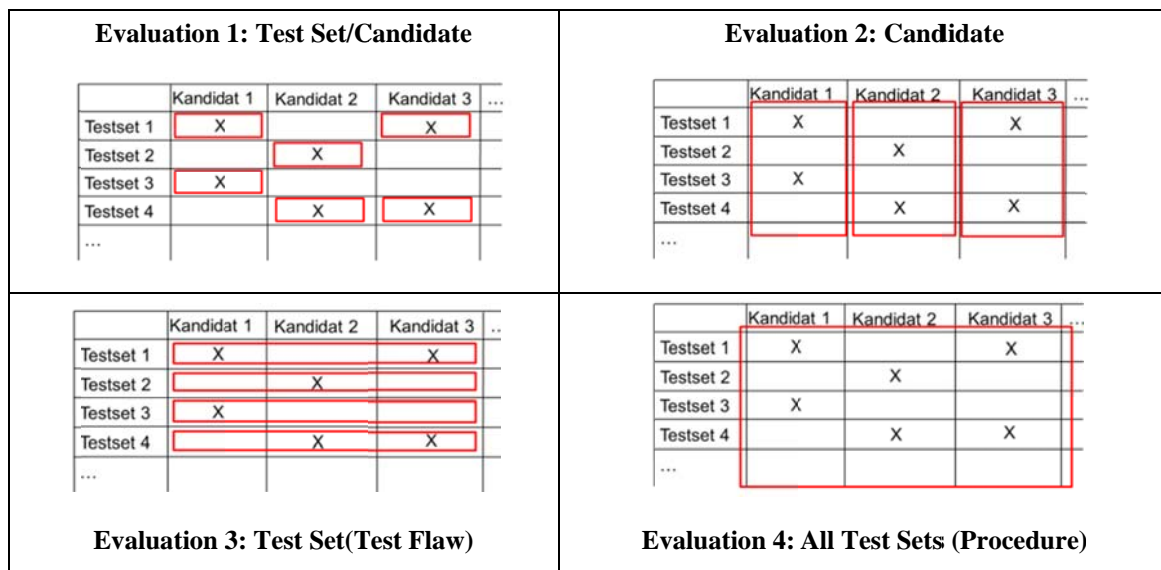 Evaluation 1: Test Set/Candidate
Kandidat 1 Kandidat 2 Kandidat 3 ...
Testset 1 X X
Testset 2 X
Testset 3 X
Testset 4 X X
...
Evaluation 2: Candidate
Kandidat 1 Kandidat 2 Kandidat 3 ...
Testset 1 X X
Testset 2 X
Testset 3 X
Testset 4 X X
...
Kandidat 1 Kandidat 2 Kandidat 3 ..
Testset 1 X X
Testset 2 X
Testset 3 X
Testset 4 X X
...
Evaluation 3: Test Set(Test Flaw)
Kandidat 1 Kandidat 2 Kandidat 3 ...
Testset 1 X X
Testset 2 X
Testset 3 X
Testset 4 X X
...
Evaluation 4: All Test Sets (Procedure)